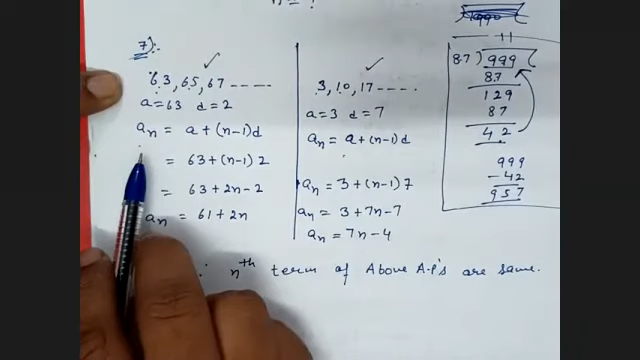 n = ?
7):-
63, 65, 67 -----
a = 63 d = 2
an = a + (n-1)d
= 63 + (n-1) 2
= 63 + 2n - 2
an = 61 + 2n
3, 10, 17 -----
a = 3 d = 7
an = a + (n-1)d
an = 3 + (n-1) 7
an = 3 + 7n - 7
an = 7n - 4
∴ nth term of Above A.P's are same.
11
87) 999 (
87
129
87
42
999
- 42
957